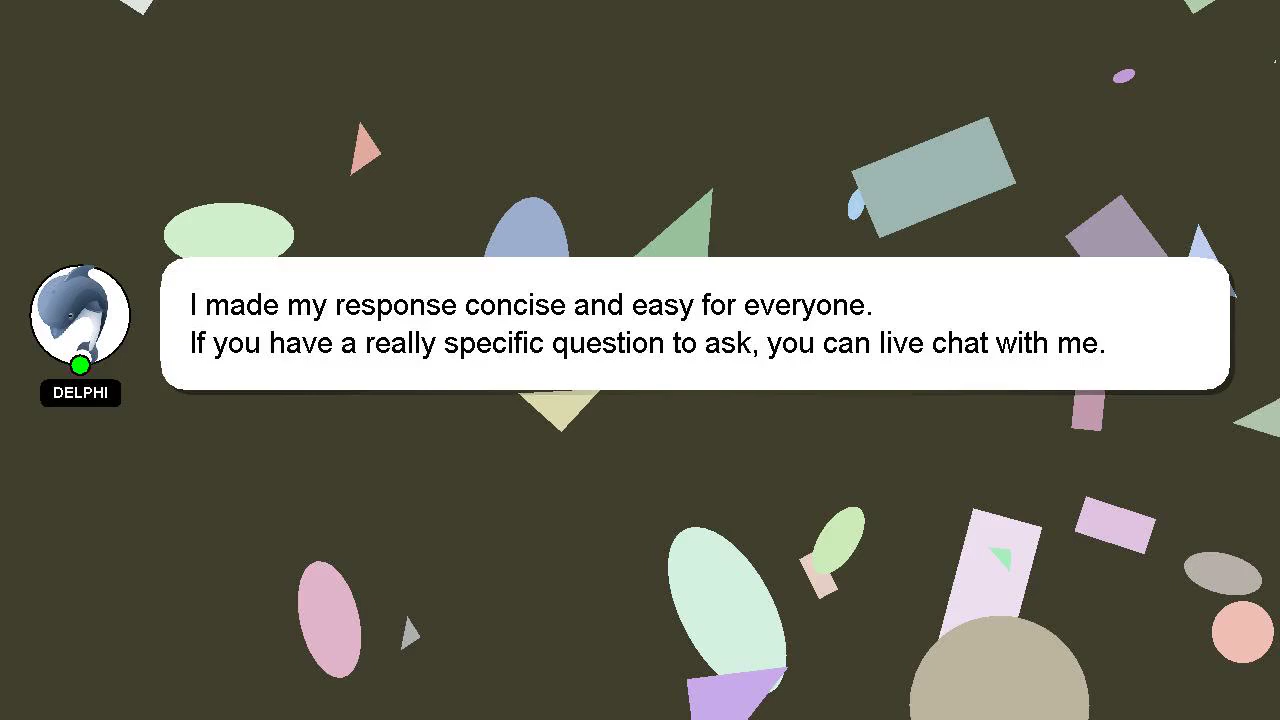 I made my response concise and easy for everyone.
If you have a really specific question to ask, you can live chat with me.
DELPHI